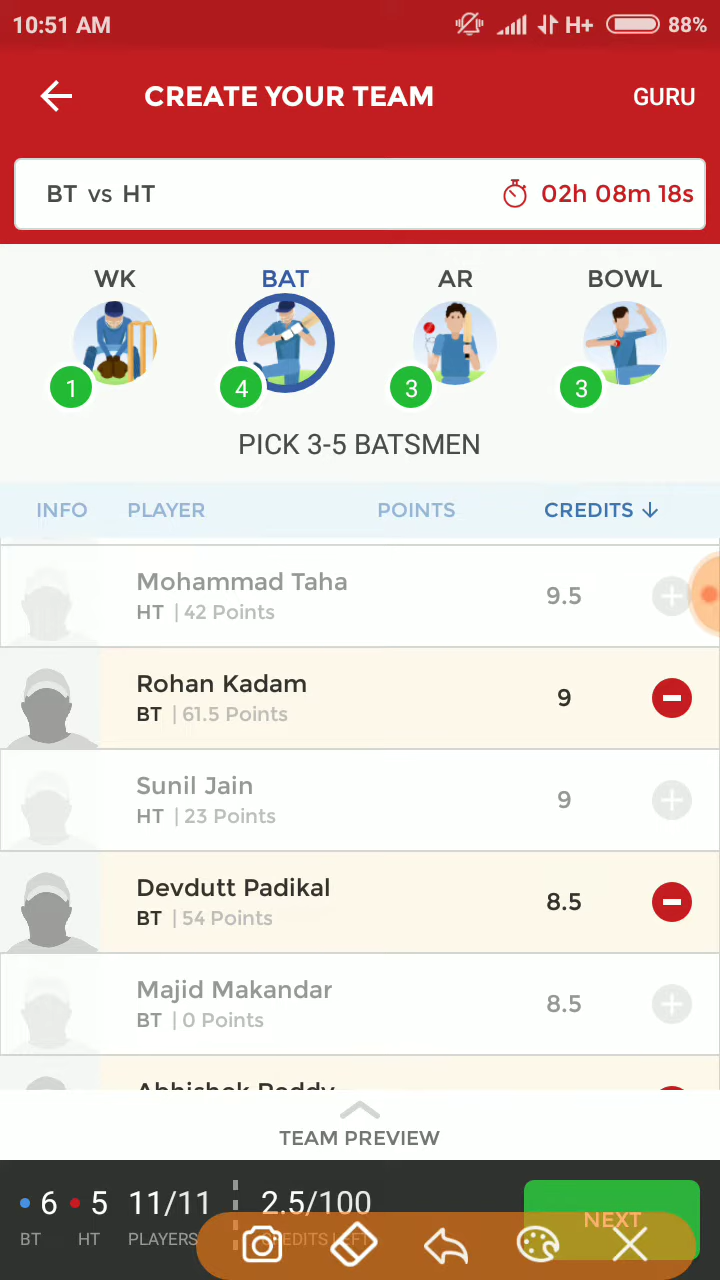 10:51 AM H+ 88%
CREATE YOUR TEAM GURU
BT vs HT 02h 08m 18s
WK BAT AR BOWL
1 4 3 3
PICK 3-5 BATSMEN
INFO PLAYER POINTS CREDITS ↓
Mohammad Taha
HT | 42 Points 9.5
Rohan Kadam
BT | 61.5 Points 9
Sunil Jain
HT | 23 Points 9
Devdutt Padikal
BT | 54 Points 8.5
Majid Makandar
BT | 0 Points 8.5
Abhishek Reddy
TEAM PREVIEW
6 5 11/11 2.5/100
BT HT PLAYERS CREDITS LEFT
NEXT